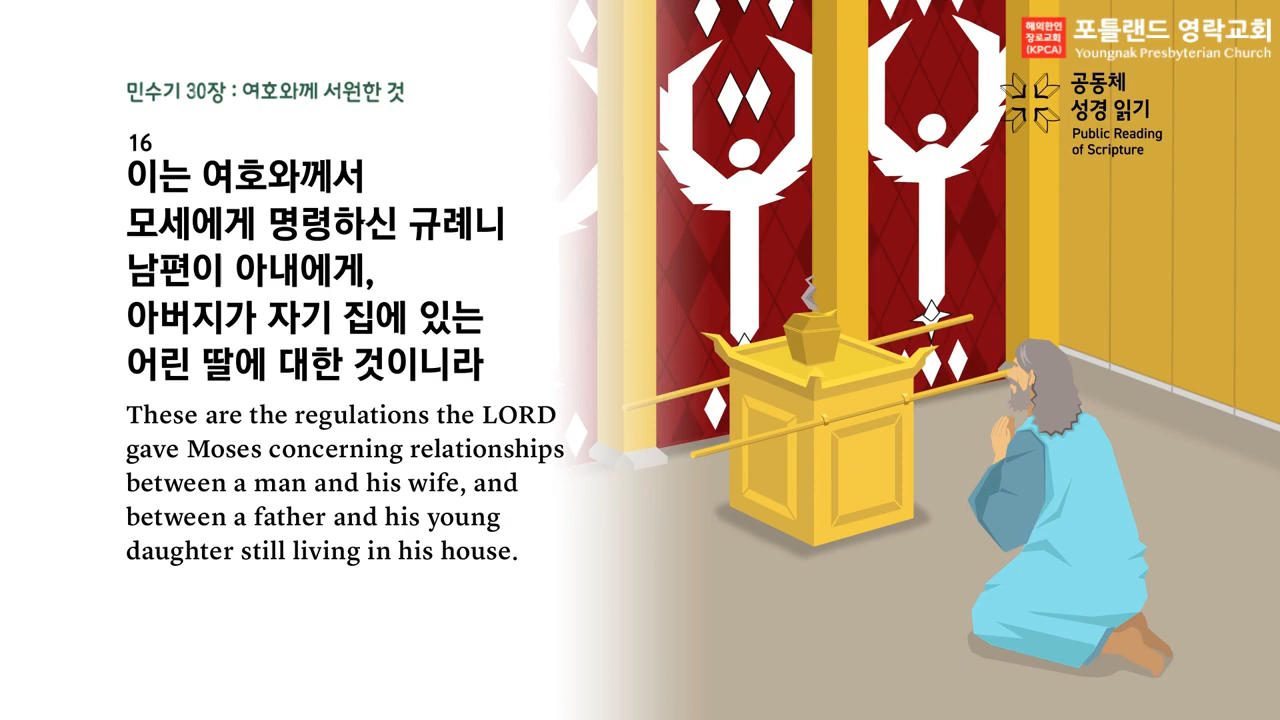 민수기 30장 : 여호와께 서원한 것
16
이는 여호와께서
모세에게 명령하신 규례니
남편이 아내에게,
아버지가 자기 집에 있는
어린 딸에 대한 것이니라
These are the regulations the LORD
gave Moses concerning relationships
between a man and his wife, and
between a father and his young
daughter still living in his house.
해외한인
장로교회
(KPCA)
포틀랜드 영락교회
Youngnak Presbyterian Church
공동체
성경 읽기
Public Reading
of Scripture